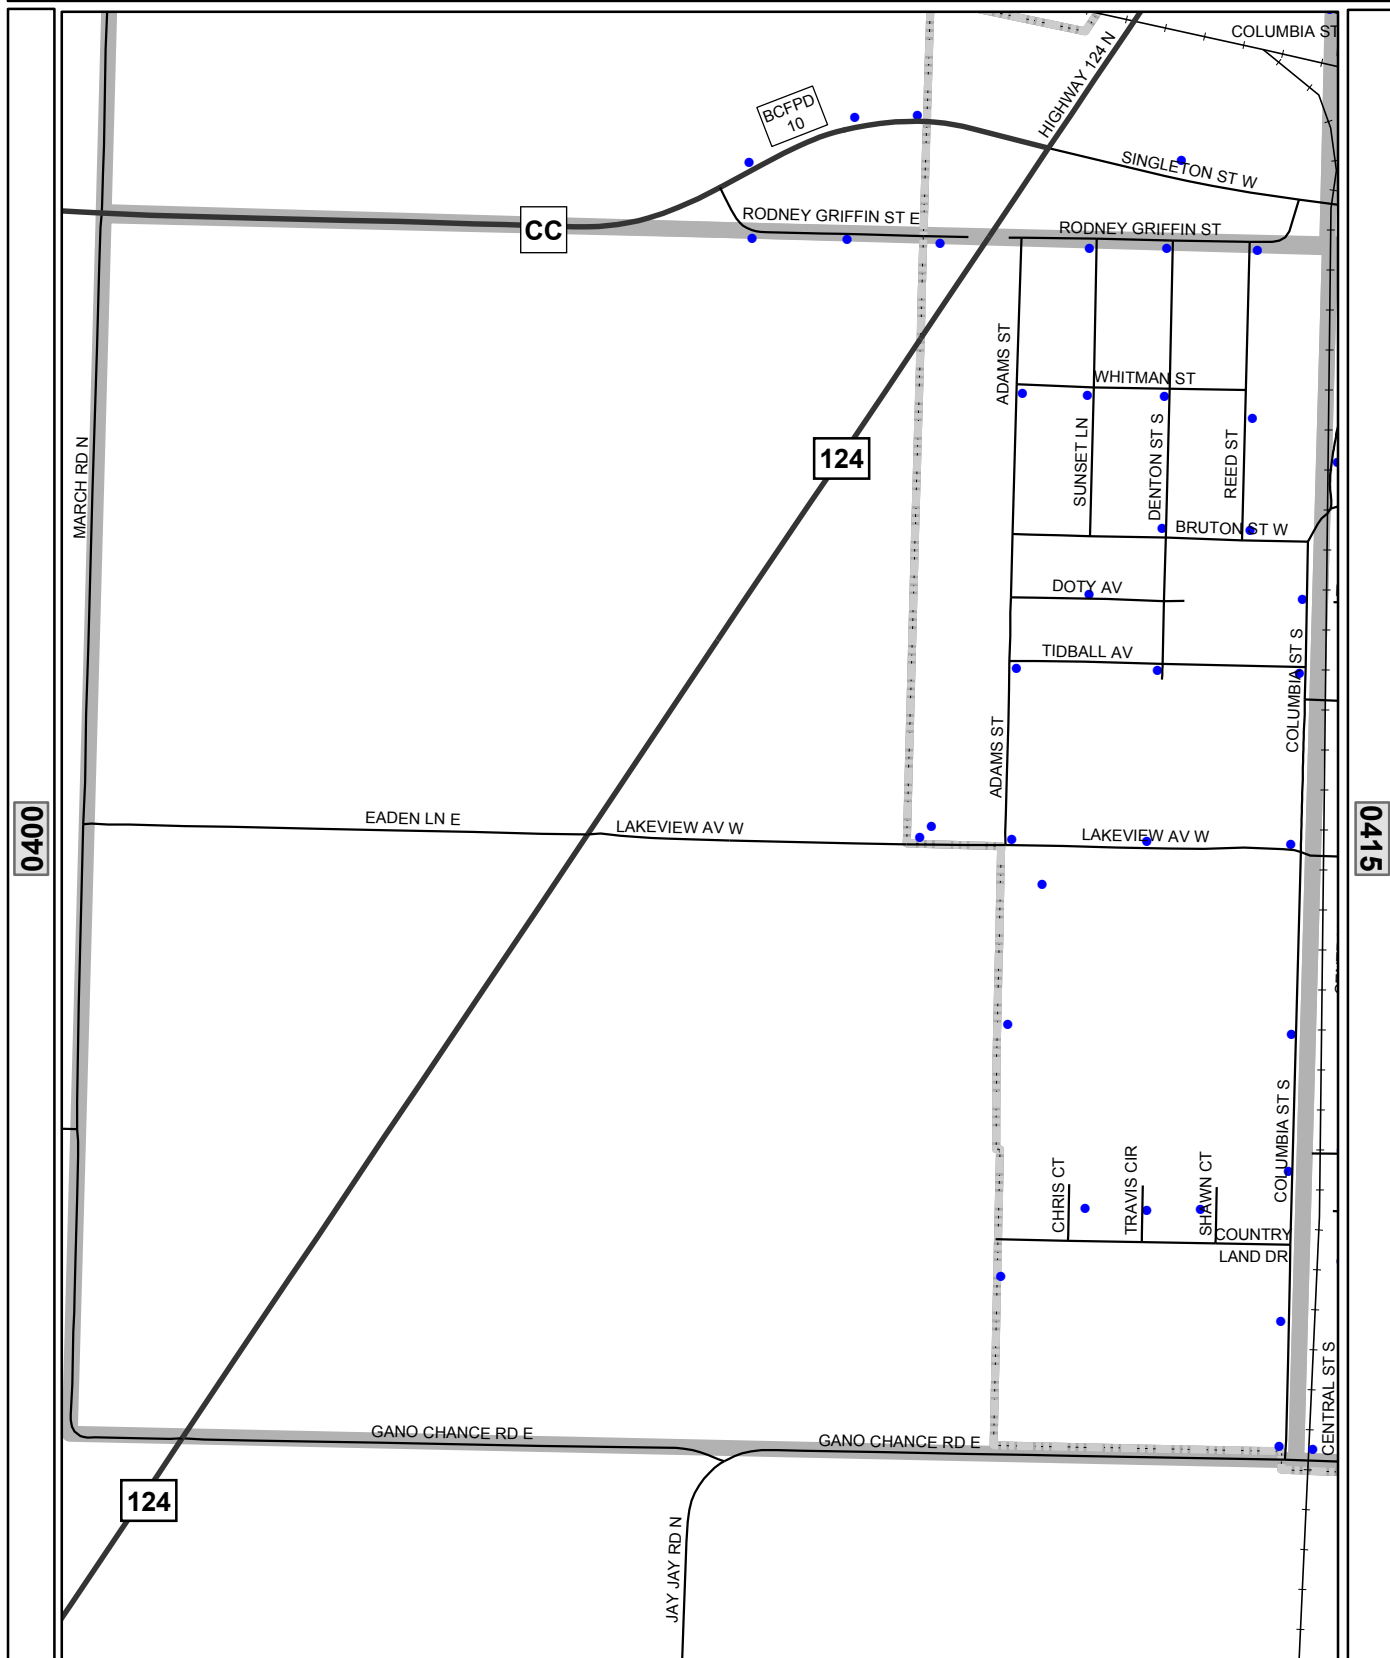 COLUMBIA ST
HIGHWAY 124 N
BCFPD
10
SINGLETON ST W
RODNEY GRIFFIN ST E
RODNEY GRIFFIN ST
CC
ADAMS ST
WHITMAN ST
MARCH RD N
124
SUNSET LN
DENTON ST S
REED ST
BRUTON ST W
DOTY AV
TIDBALL AV
COLUMBIA ST S
ADAMS ST
0400
EADEN LN E
LAKEVIEW AV W
LAKEVIEW AV W
0415
COLUMBIA ST S
CHRIS CT
TRAVIS CIR
SHAWN CT
COUNTRY
LAND DR
CENTRAL ST S
GANO CHANCE RD E
GANO CHANCE RD E
124
JAY JAY RD N